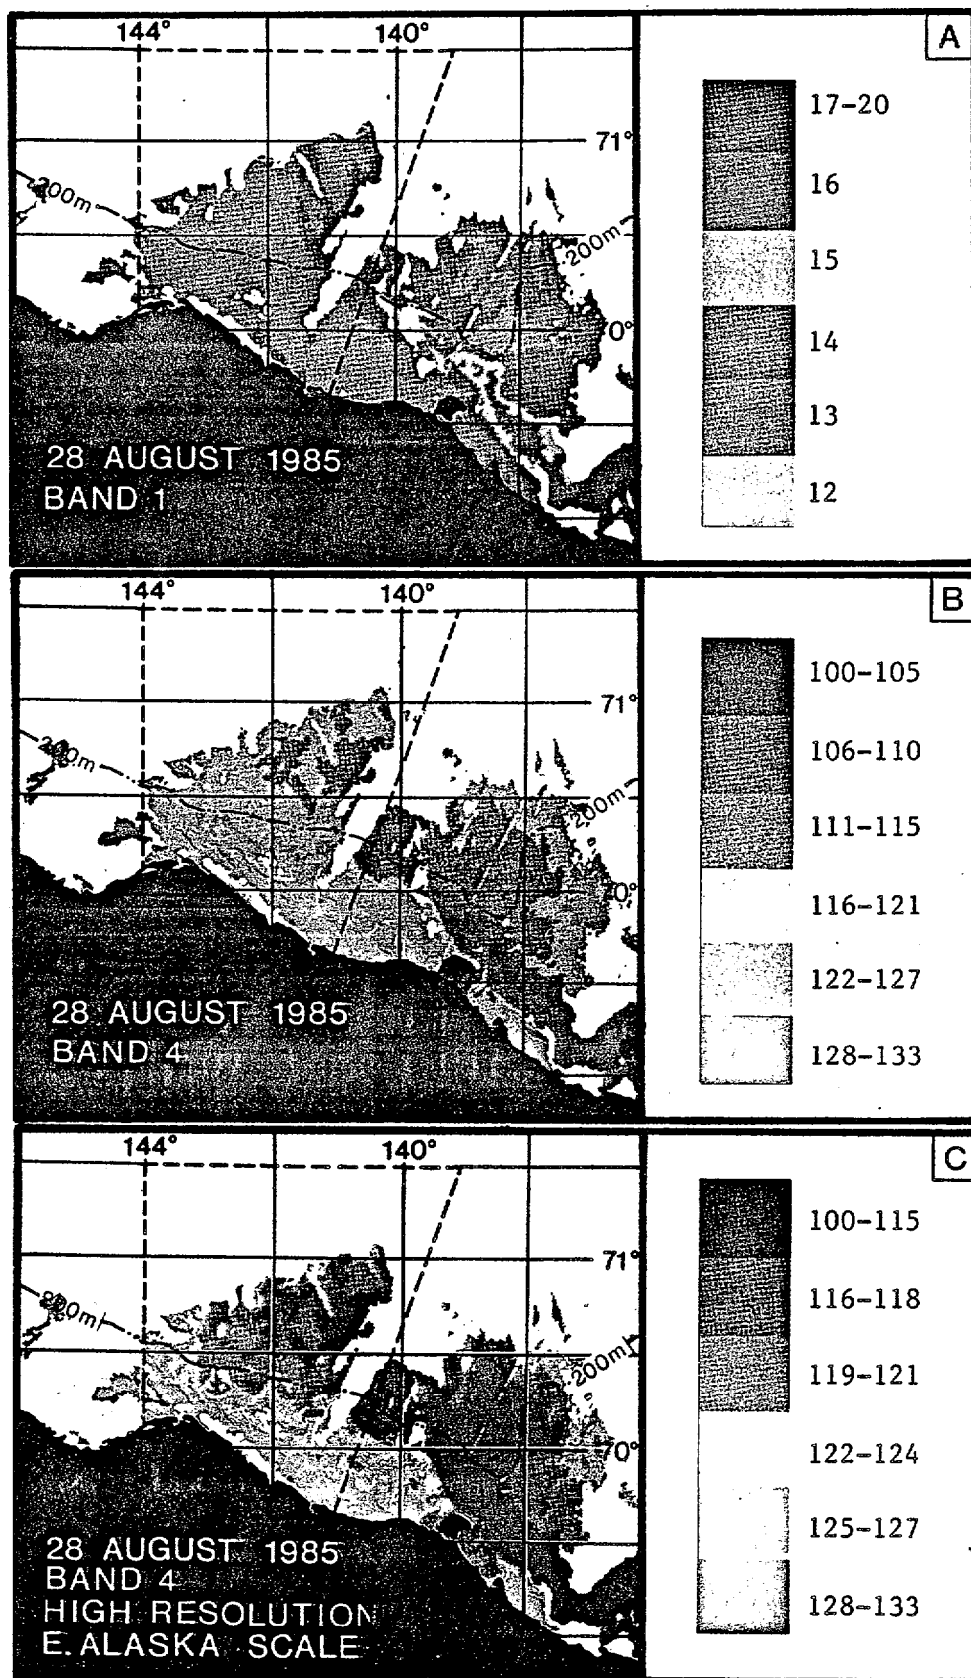 144°
140°
A
71°
200m
200m
0°
28 AUGUST 1985
BAND 1
17-20
16
15
14
13
12
144°
140°
B
71°
200m
200m
70°
28 AUGUST 1985
BAND 4
100-105
106-110
111-115
116-121
122-127
128-133
144°
140°
C
71°
200m
200m
70°
28 AUGUST 1985
BAND 4
HIGH RESOLUTION
E. ALASKA SCALE
100-115
116-118
119-121
122-124
125-127
128-133